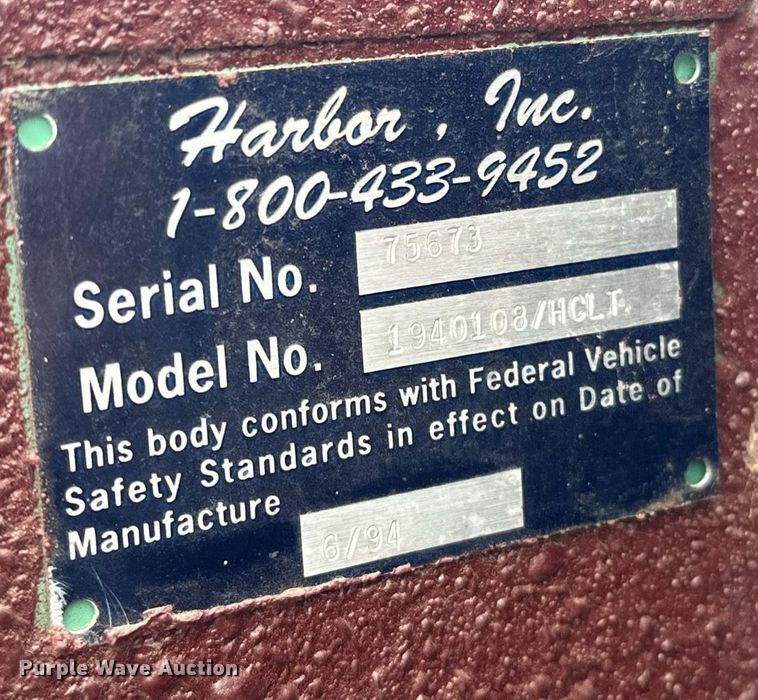 Harbor, Inc.
1-800-433-9452
Serial No. 75673
Model No. 1940108/HCLT.
This body conforms with Federal Vehicle
Safety Standards in effect on Date of
Manufacture 6/94
Purple Wave Auction